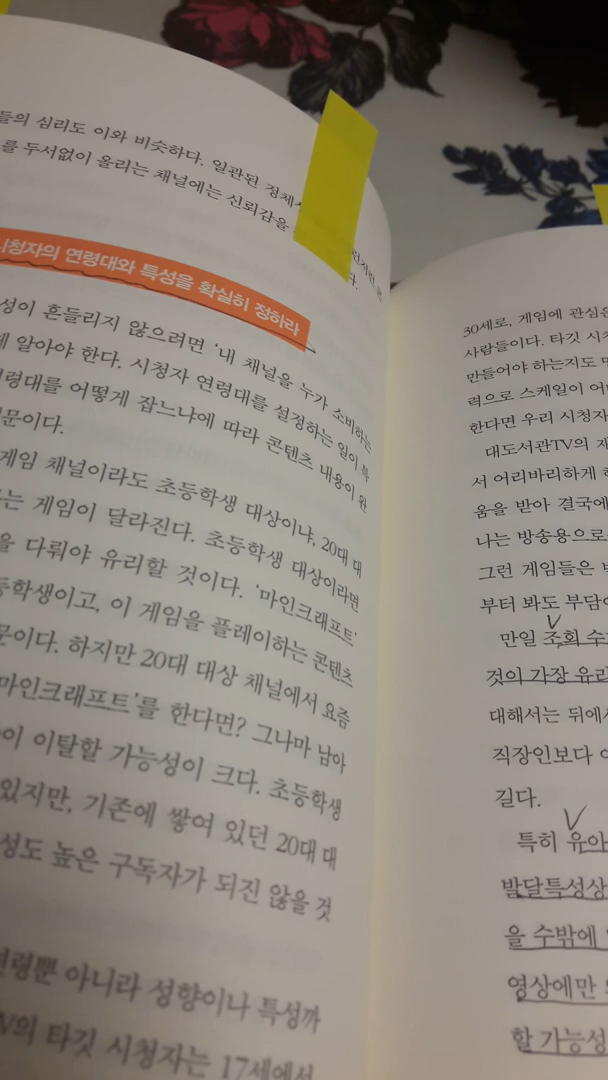 들의 심리도 이와 비슷하다. 일관된 정체
를 두서없이 올리는 채널에는 신뢰감을
시청자의 연령대와 특성을 확실히 정하라
성이 흔들리지 않으려면 ‘내 채널을 누가 소비하는
알아야 한다. 시청자 연령대를 설정하는 일이 특
연령대를 어떻게 잡느냐에 따라 콘텐츠 내용이 완
문이다.
게임 채널이라도 초등학생 대상이냐, 20대 대
는 게임이 달라진다. 초등학생 대상이라면
을 다뤄야 유리할 것이다. ‘마인크래프트’
등학생이고, 이 게임을 플레이하는 콘텐츠
문이다. 하지만 20대 대상 채널에서 요즘
마인크래프트’를 한다면? 그나마 남아
이 이탈할 가능성이 크다. 초등학생
있지만, 기존에 쌓여 있던 20대 대
성도 높은 구독자가 되진 않을 것
연령뿐 아니라 성향이나 특성까
TV의 타깃 시청자는 17세에서
30세로, 게임에 관심은
사람들이다. 타깃 시청
만들어야 하는지도
력으로 스케일이 어
한다면 우리 시청자
대도서관TV의 재
서 어리바리하게
움을 받아 결국에
나는 방송용으로
그런 게임들은
부터 봐도 부담
만일 조회 수
것이 가장 유리
대해서는 뒤에서
직장인보다
길다.
특히 유아
발달특성상
을 수밖에
영상에만
할 가능성